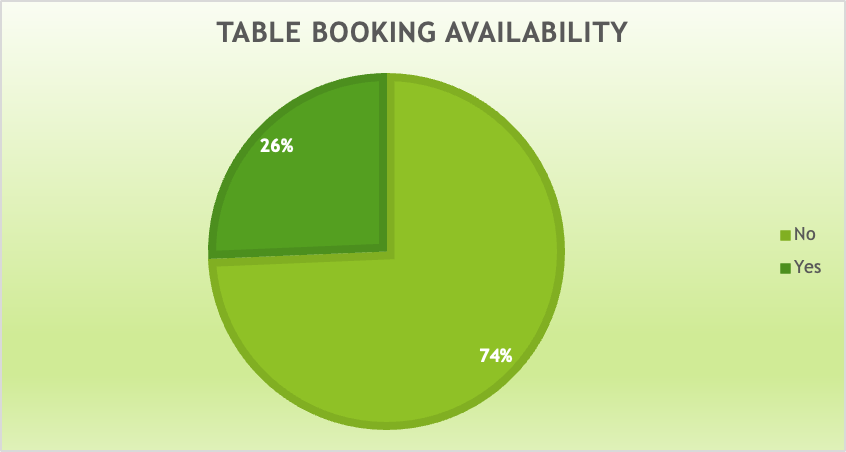 TABLE BOOKING AVAILABILITY
26%
No
Yes
74%